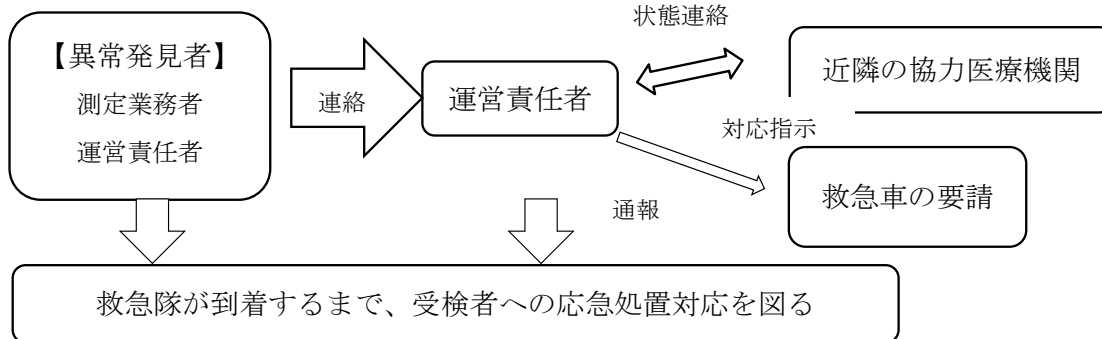 状態連絡
【異常発見者】
測定業務者
運営責任者
連絡
運営責任者
近隣の協力医療機関
対応指示
救急車の要請
通報
救急隊が到着するまで、受検者への応急処置対応を図る